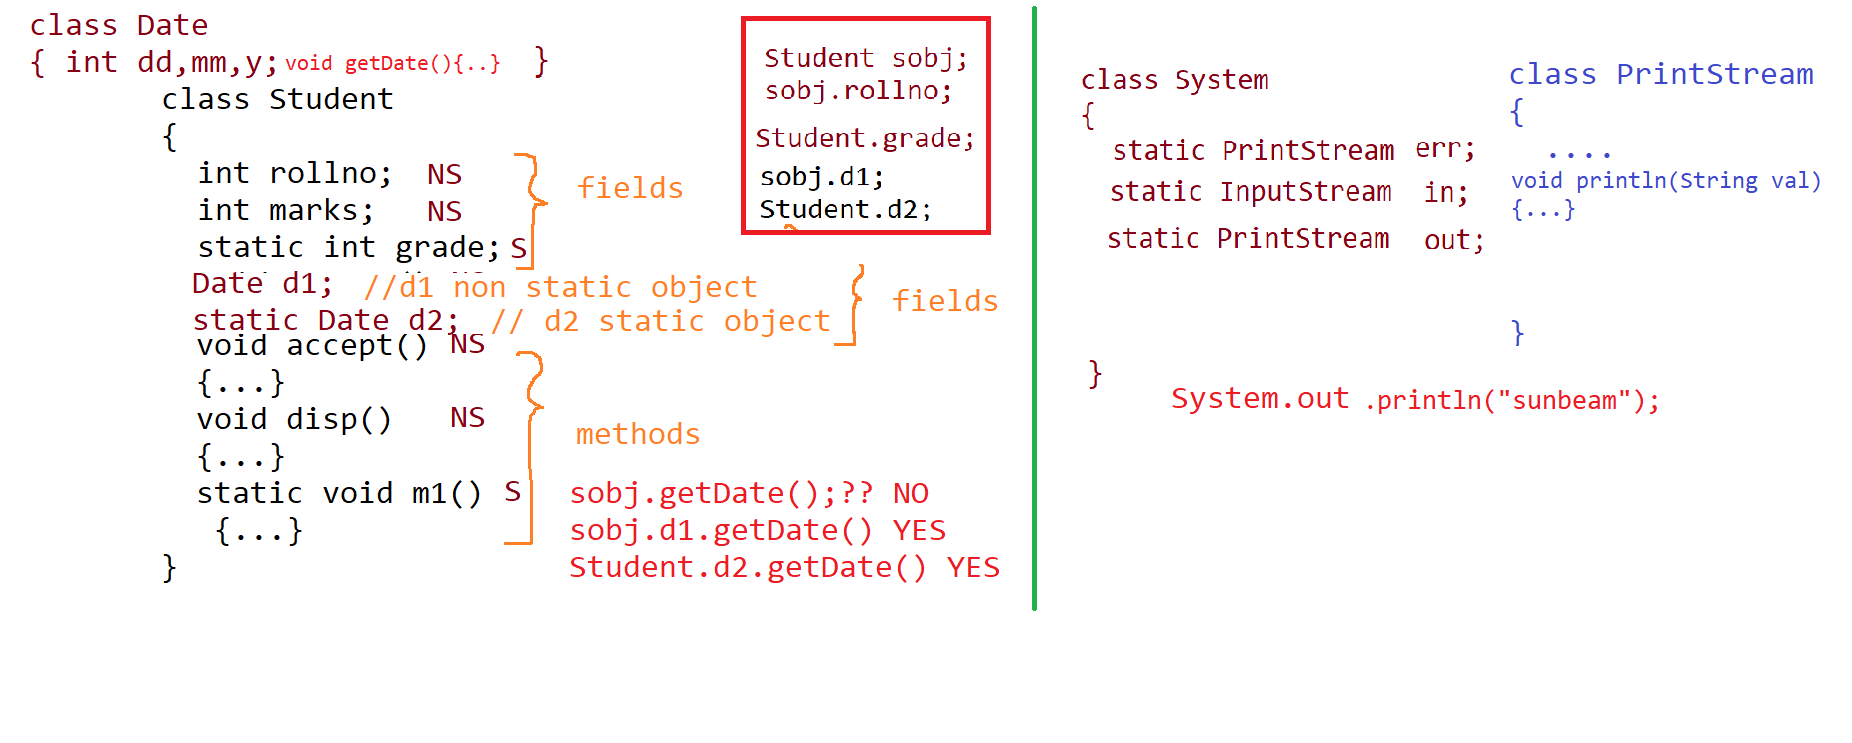 class Date
{ int dd,mm,y; void getDate(){..} }
class Student
{
int rollno; NS
int marks; NS
static int grade; S
fields
Date d1; //d1 non static object
static Date d2; // d2 static object
fields
void accept() NS
{...}
void disp() NS
{...}
static void m1() S
{...}
}
methods
sobj.getDate();?? NO
sobj.d1.getDate() YES
Student.d2.getDate() YES
Student sobj;
sobj.rollno;
Student.grade;
sobj.d1;
Student.d2;
class System
{
static PrintStream err;
static InputStream in;
static PrintStream out;
}
class PrintStream
{
....
void println(String val)
{...}
}
System.out .println("sunbeam");